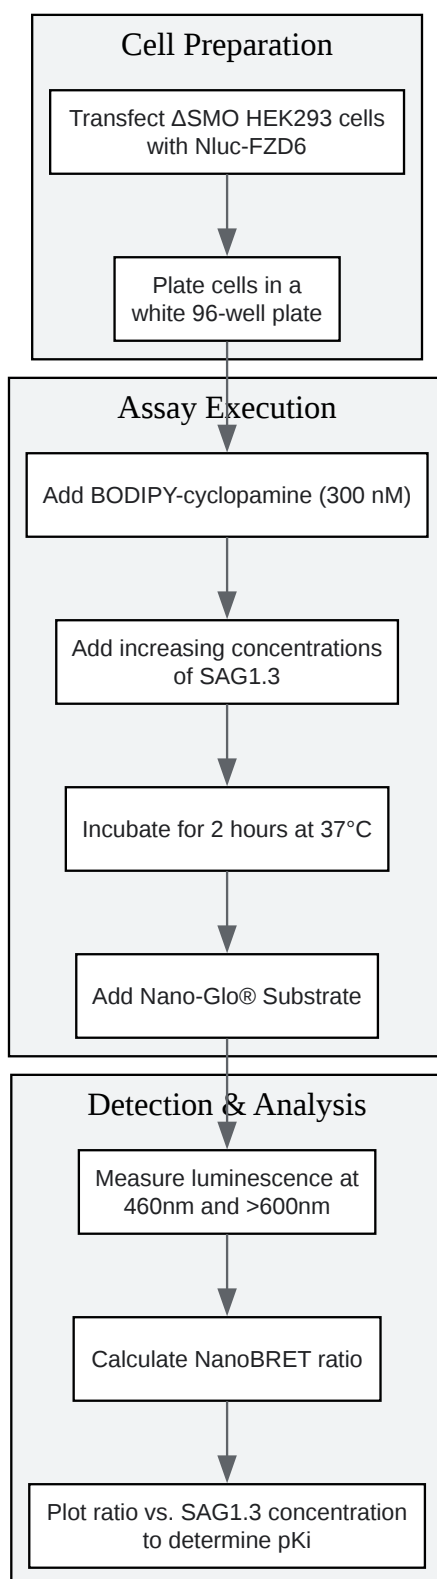 Cell Preparation
Transfect ΔSMO HEK293 cells
with Nluc-FZD6
Plate cells in a
white 96-well plate
Assay Execution
Add BODIPY-cyclopamine (300 nM)
Add increasing concentrations
of SAG1.3
Incubate for 2 hours at 37°C
Add Nano-Glo® Substrate
Detection & Analysis
Measure luminescence at
460nm and >600nm
Calculate NanoBRET ratio
Plot ratio vs. SAG1.3 concentration
to determine pKi